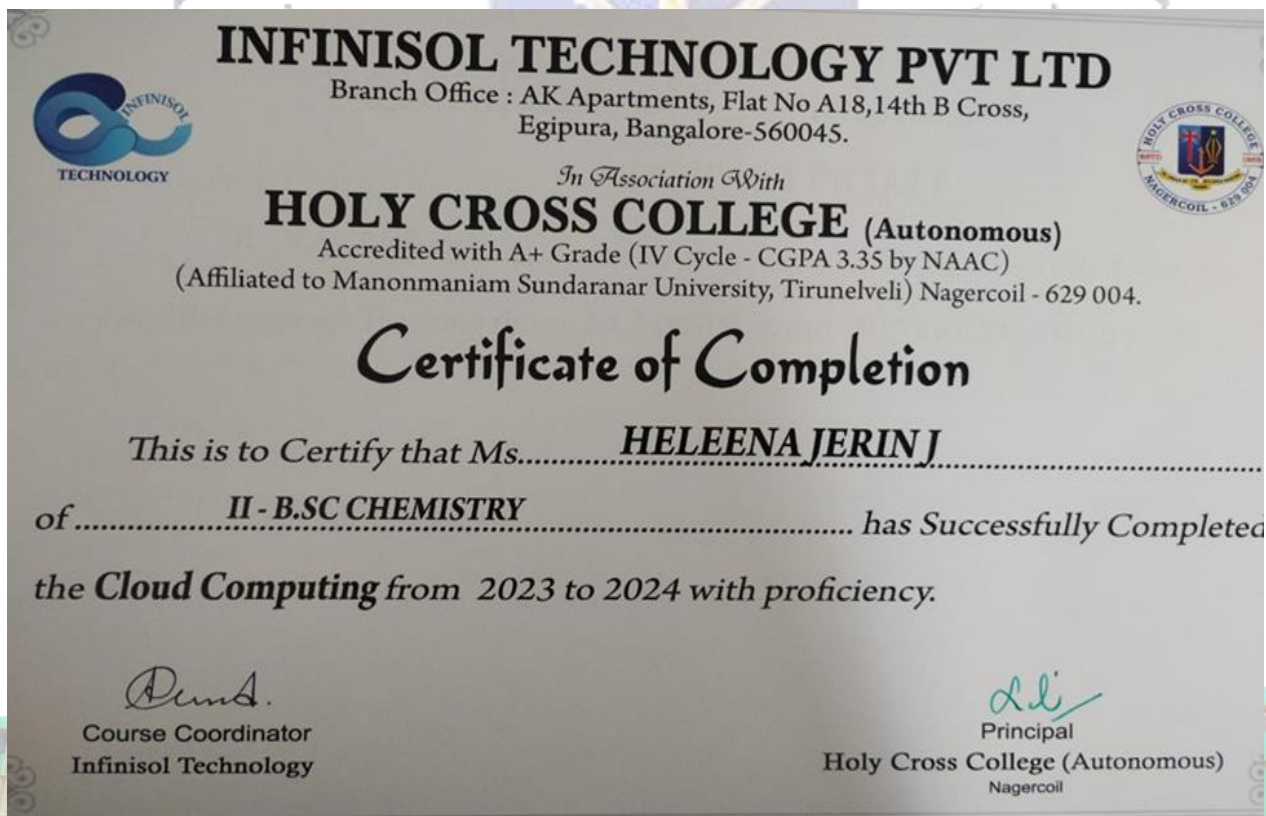 INFINISOL TECHNOLOGY PVT LTD
Branch Office : AK Apartments, Flat No A18,14th B Cross,
Egipura, Bangalore-560045.
INFINISOL
TECHNOLOGY
HOLY CROSS COLLEGE
NAGERCOIL - 629 004
In Association With
HOLY CROSS COLLEGE (Autonomous)
Accredited with A+ Grade (IV Cycle - CGPA 3.35 by NAAC)
(Affiliated to Manonmaniam Sundaranar University, Tirunelveli) Nagercoil - 629 004.
Certificate of Completion
This is to Certify that Ms.......... HELEENA JERIN J ..............................
of .................... II - B.SC CHEMISTRY .................................... has Successfully Completed
the Cloud Computing from 2023 to 2024 with proficiency.
Course Coordinator
Infinisol Technology
Principal
Holy Cross College (Autonomous)
Nagercoil